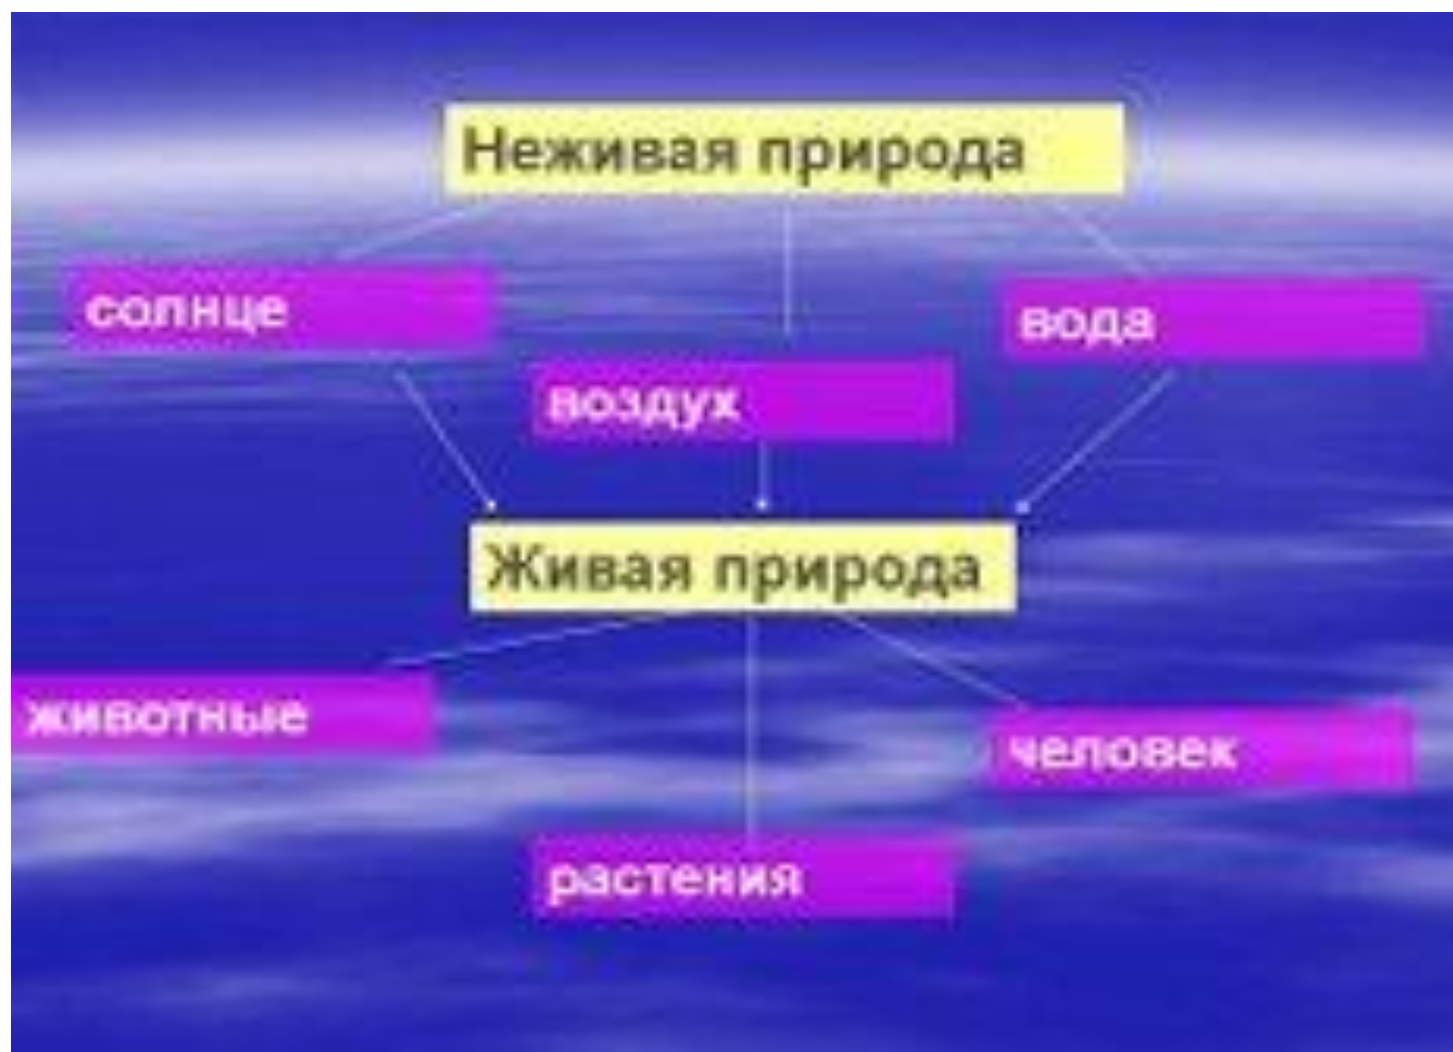 Неживая природа
солнце
вода
воздух
Живая природа
животные
человек
растения